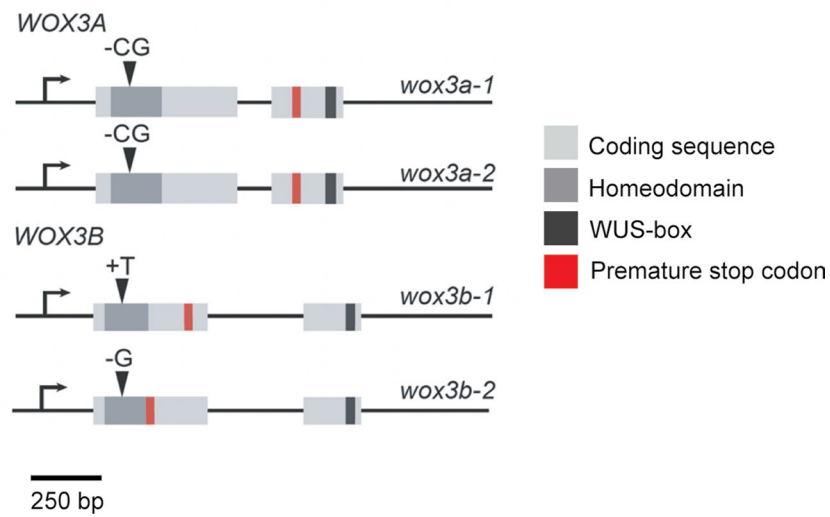 WOX3A
-CG
wox3a-1
-CG
wox3a-2
WOX3B
+T
wox3b-1
-G
wox3b-2
250 bp
Coding sequence
Homeodomain
WUS-box
Premature stop codon